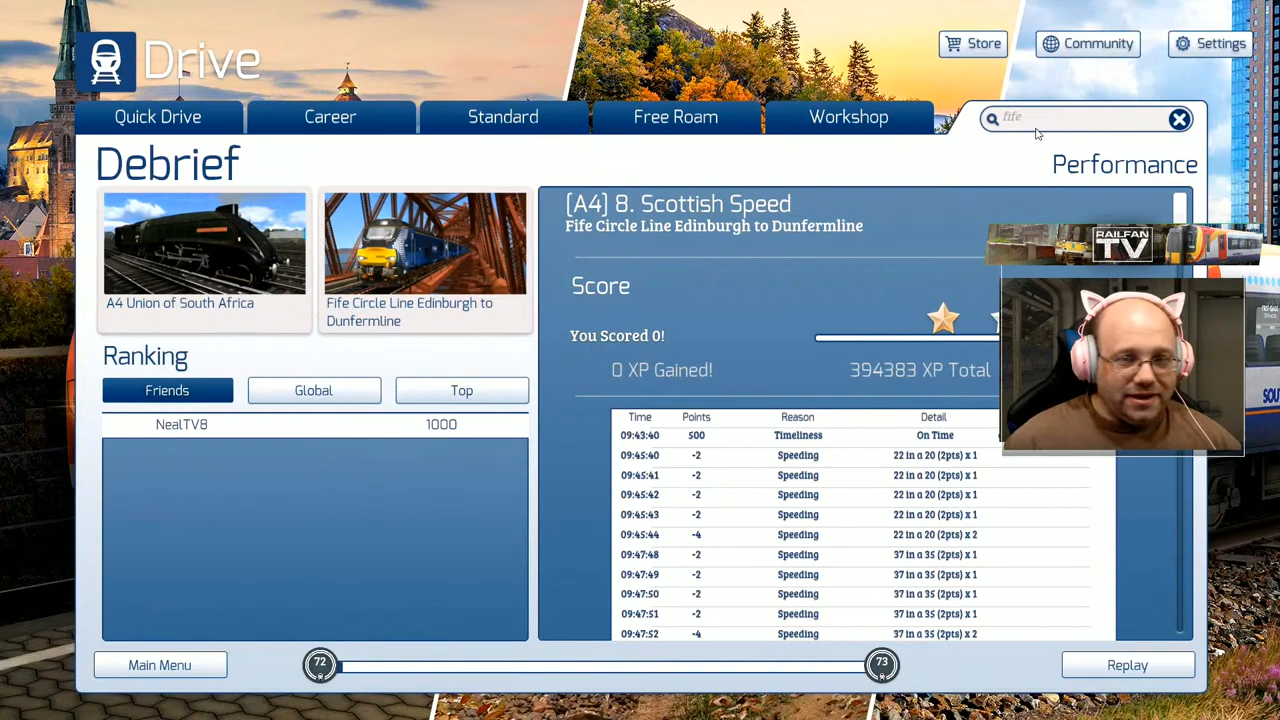 Drive
Store
Community
Settings
Quick Drive
Career
Standard
Free Roam
Workshop
fife
Debrief
Performance
A4 Union of South Africa
Fife Circle Line Edinburgh to
Dunfermline
[A4] 8. Scottish Speed
Fife Circle Line Edinburgh to Dunfermline
RAILFAN
TV
Score
You Scored 0!
0 XP Gained!
394383 XP Total
Ranking
Friends
Global
Top
NealTV8 1000
Time Points Reason Detail
09:43:40 500 Timeliness On Time
09:45:40 -2 Speeding 22 in a 20 (2pts) x 1
09:45:41 -2 Speeding 22 in a 20 (2pts) x 1
09:45:42 -2 Speeding 22 in a 20 (2pts) x 1
09:45:43 -2 Speeding 22 in a 20 (2pts) x 1
09:45:44 -4 Speeding 22 in a 20 (2pts) x 2
09:47:48 -2 Speeding 37 in a 35 (2pts) x 1
09:47:49 -2 Speeding 37 in a 35 (2pts) x 1
09:47:50 -2 Speeding 37 in a 35 (2pts) x 1
09:47:51 -2 Speeding 37 in a 35 (2pts) x 1
09:47:52 -4 Speeding 37 in a 35 (2pts) x 2
Main Menu
72
73
Replay